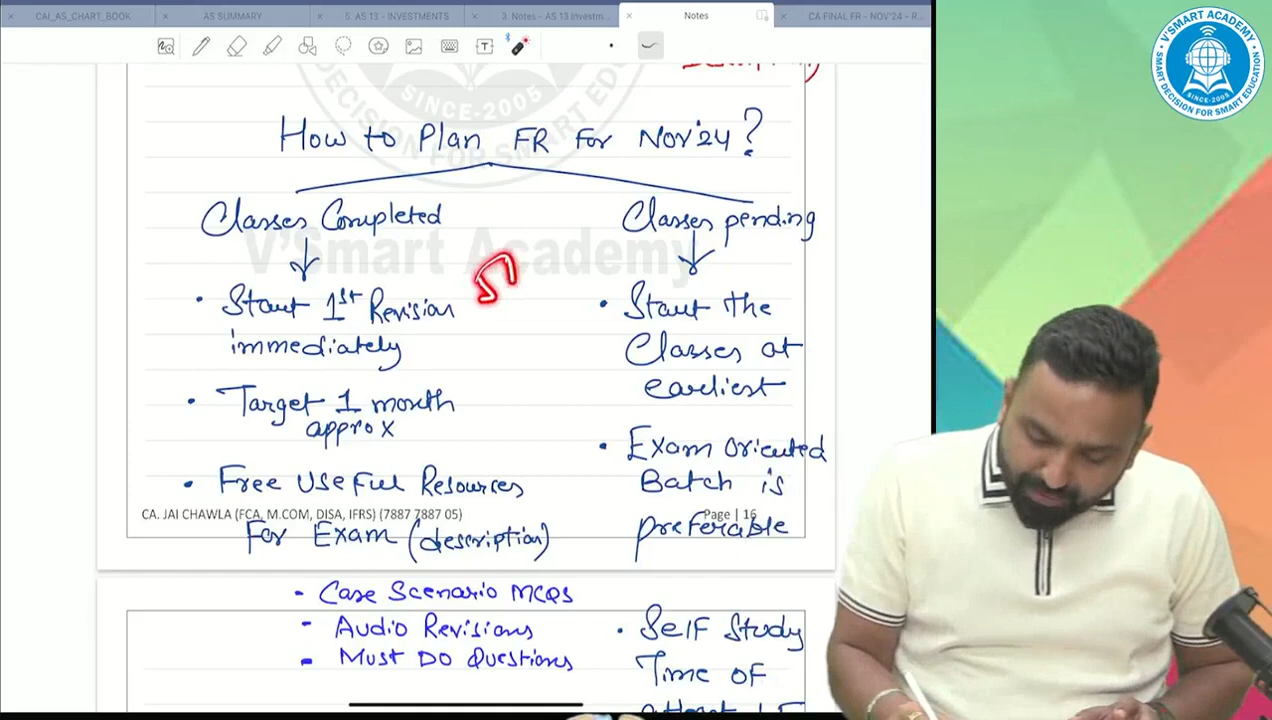 CAI_AS_CHART_BOOK
AS SUMMARY
5. AS 13 - INVESTMENTS
3. Notes - AS 13 Investm...
Notes
CA FINAL FR - NOV'24 - R...
V'SMART ACADEMY
SMART DECISION FOR SMART EDUCATION
SINCE-2005
SINCE-2005
How to Plan FR For Nov'24?
Classes Completed
• Start 1st Revision
immediately
• Target 1 month
approx
• Free Useful Resources
For Exam (description)
- Case Scenario MCQs
- Audio Revisions
- Must Do Questions
Classes pending
• Start the
Classes at
earliest
• Exam oriented
Batch is
preferable
• Self Study
Time of
V'Smart Academy
CA. JAI CHAWLA (FCA, M.COM, DISA, IFRS) (7887 7887 05)
Page | 16